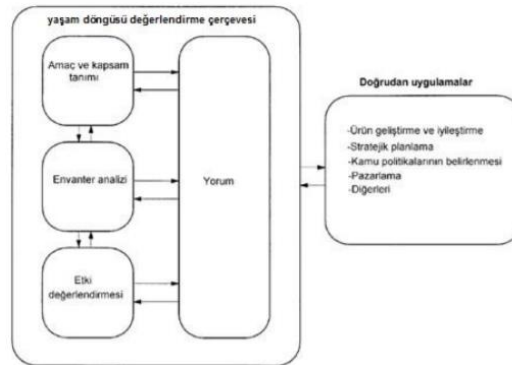 yaşam döngüsü değerlendirme çerçevesi
Amaç ve kapsam
tanımı
Envanter analizi
Etki
değerlendirmesi
Yorum
Doğrudan uygulamalar
-Ürün geliştirme ve iyileştirme
-Stratejik planlama
-Kamu politikalarının belirlenmesi
-Pazarlama
-Diğerleri